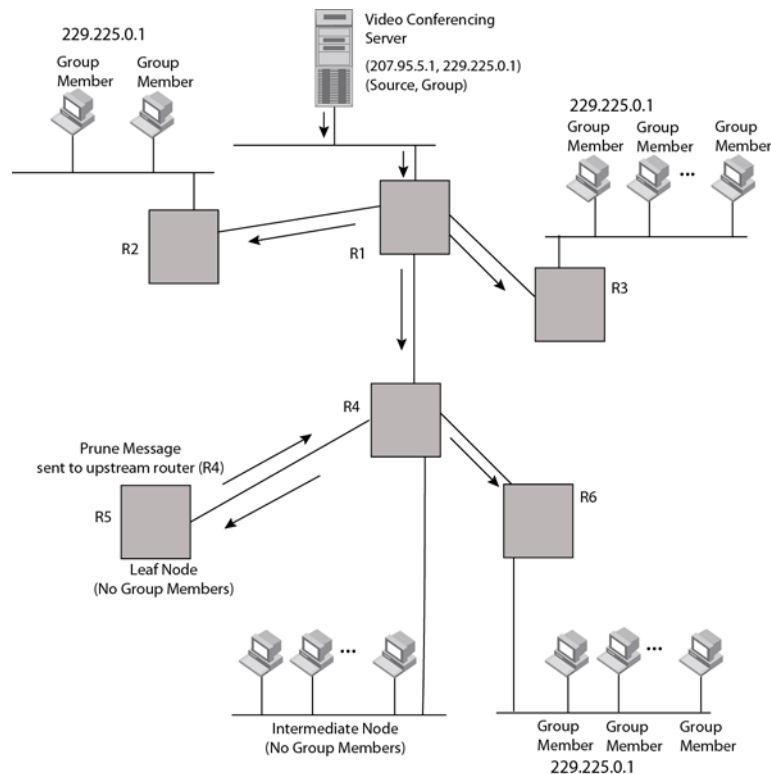 229.225.0.1
Group
Member
Group
Member
Video Conferencing
Server
(207.95.5.1, 229.225.0.1)
(Source, Group)
229.225.0.1
Group
Member
Group
Member
...
Group
Member
R2
R1
R3
R4
Prune Message
sent to upstream router (R4)
R5
Leaf Node
(No Group Members)
R6
...
Intermediate Node
(No Group Members)
...
Group
Member
Group
Member
Group
Member
229.225.0.1